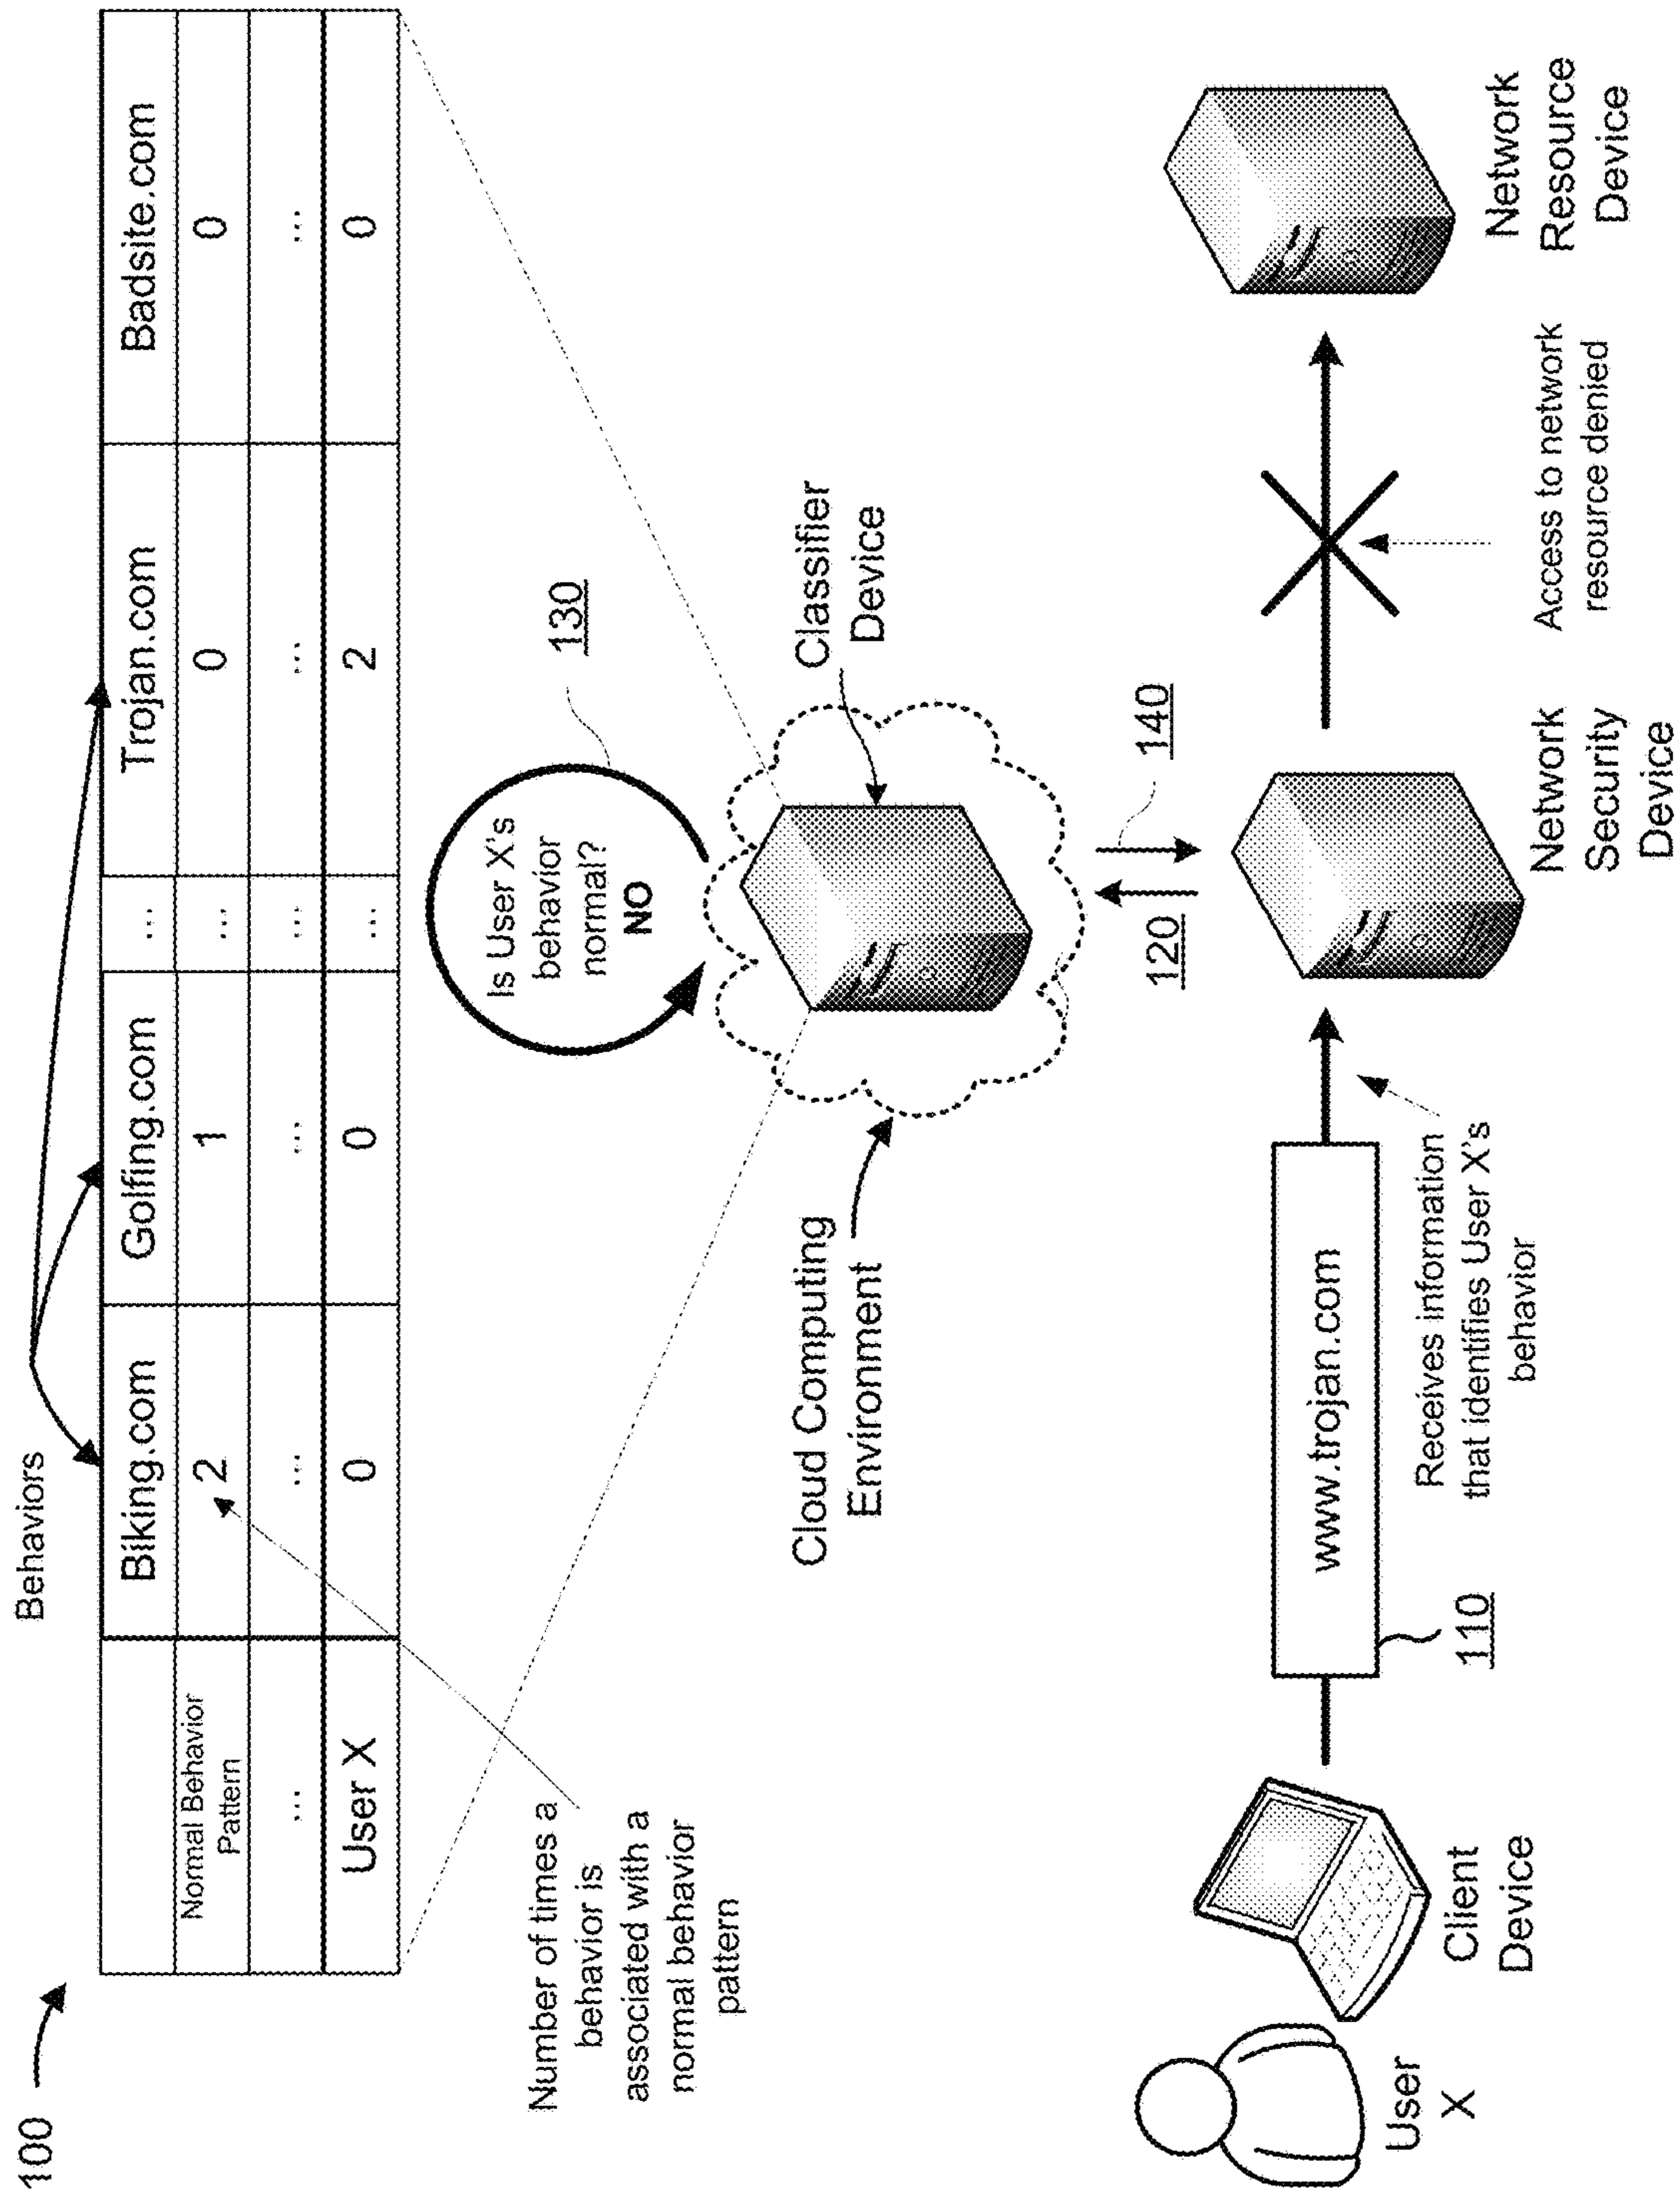 100
Behaviors
Biking.com Golfing.com ... Trojan.com Badsite.com
Normal Behavior
Pattern
2 1 ... 0 0
... ... ... ... ... ...
User X 0 0 ... 2 0
Number of times a
behavior is
associated with a
normal behavior
pattern
Is User X's
behavior
normal?
NO
130
Cloud Computing
Environment
Classifier
Device
120
140
User
X
Client
Device
www.trojan.com
110
Receives information
that identifies User X's
behavior
Network
Security
Device
Access to network
resource denied
Network
Resource
Device